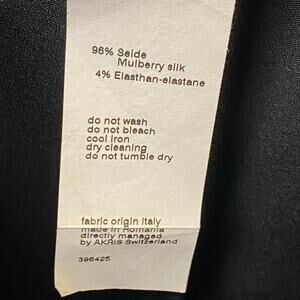 96% Seide
Mulberry silk
4% Elasthan-elastane
do not wash
do not bleach
cool iron
dry cleaning
do not tumble dry
fabric origin Italy
made in Romania
directly managed
by AKRIS Switzerland
396425